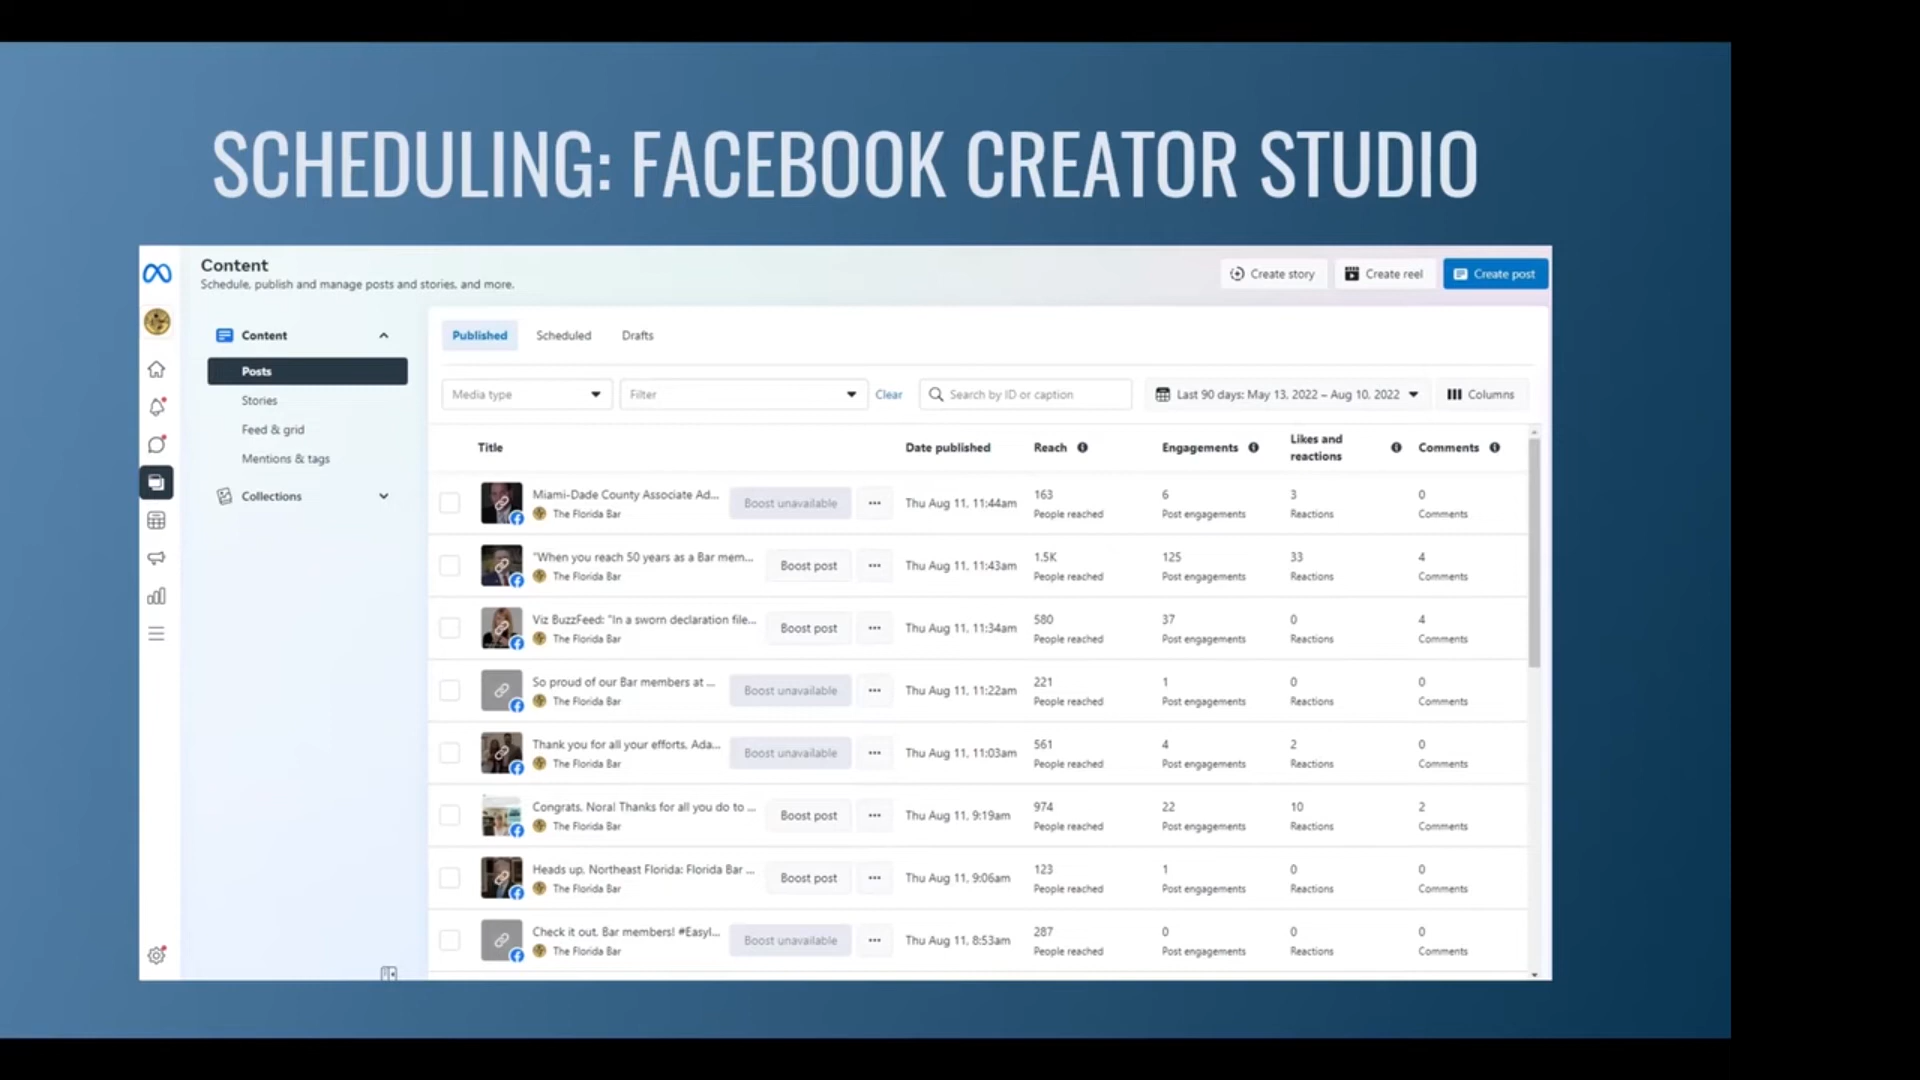 SCHEDULING: FACEBOOK CREATOR STUDIO
Content
Schedule, publish and manage posts and stories, and more.
Create story
Create reel
Create post
Content
Posts
Stories
Feed & grid
Mentions & tags
Collections
Published Scheduled Drafts
Media type Filter Clear Search by ID or caption Last 90 days: May 13, 2022 – Aug 10, 2022 Columns
Title Date published Reach Engagements Likes and reactions Comments
Miami-Dade County Associate Ad... Boost unavailable ... Thu Aug 11, 11:44am 163 6 3 0
The Florida Bar People reached Post engagements Reactions Comments
"When you reach 50 years as a Bar mem... Boost post ... Thu Aug 11, 11:43am 1.5K 125 33 4
The Florida Bar People reached Post engagements Reactions Comments
Viz BuzzFeed: "In a sworn declaration file... Boost post ... Thu Aug 11, 11:34am 580 37 0 4
The Florida Bar People reached Post engagements Reactions Comments
So proud of our Bar members at ... Boost unavailable ... Thu Aug 11, 11:22am 221 1 0 0
The Florida Bar People reached Post engagements Reactions Comments
Thank you for all your efforts, Ada... Boost unavailable ... Thu Aug 11, 11:03am 561 4 2 0
The Florida Bar People reached Post engagements Reactions Comments
Congrats, Nora! Thanks for all you do to ... Boost post ... Thu Aug 11, 9:19am 974 22 10 2
The Florida Bar People reached Post engagements Reactions Comments
Heads up, Northeast Florida: Florida Bar ... Boost post ... Thu Aug 11, 9:06am 123 1 0 0
The Florida Bar People reached Post engagements Reactions Comments
Check it out, Bar members! #EasyI... Boost unavailable ... Thu Aug 11, 8:53am 287 0 0 0
The Florida Bar People reached Post engagements Reactions Comments